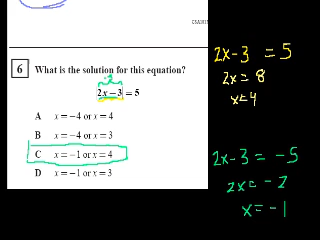 6 What is the solution for this equation?
|2x – 3| = 5
A x = –4 or x = 4
B x = –4 or x = 3
C x = –1 or x = 4
D x = –1 or x = 3
2x-3 = 5
2x = 8
x=4
2x-3 = -5
2x = -2
x = -1